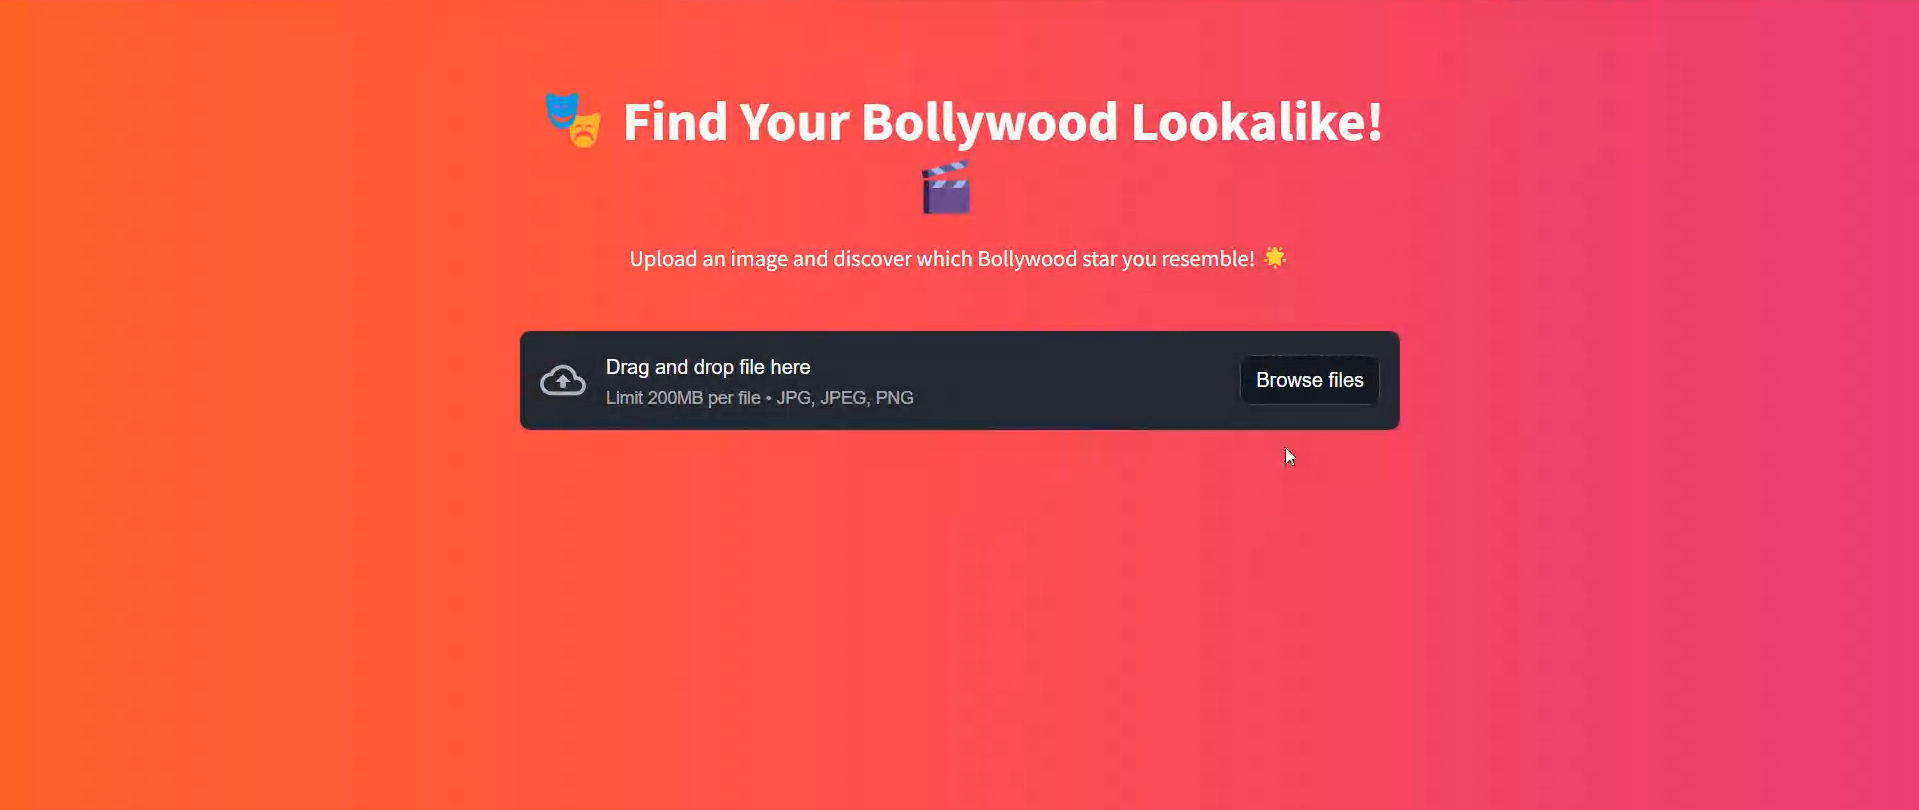 Find Your Bollywood Lookalike!
Upload an image and discover which Bollywood star you resemble!
Drag and drop file here
Limit 200MB per file • JPG, JPEG, PNG
Browse files